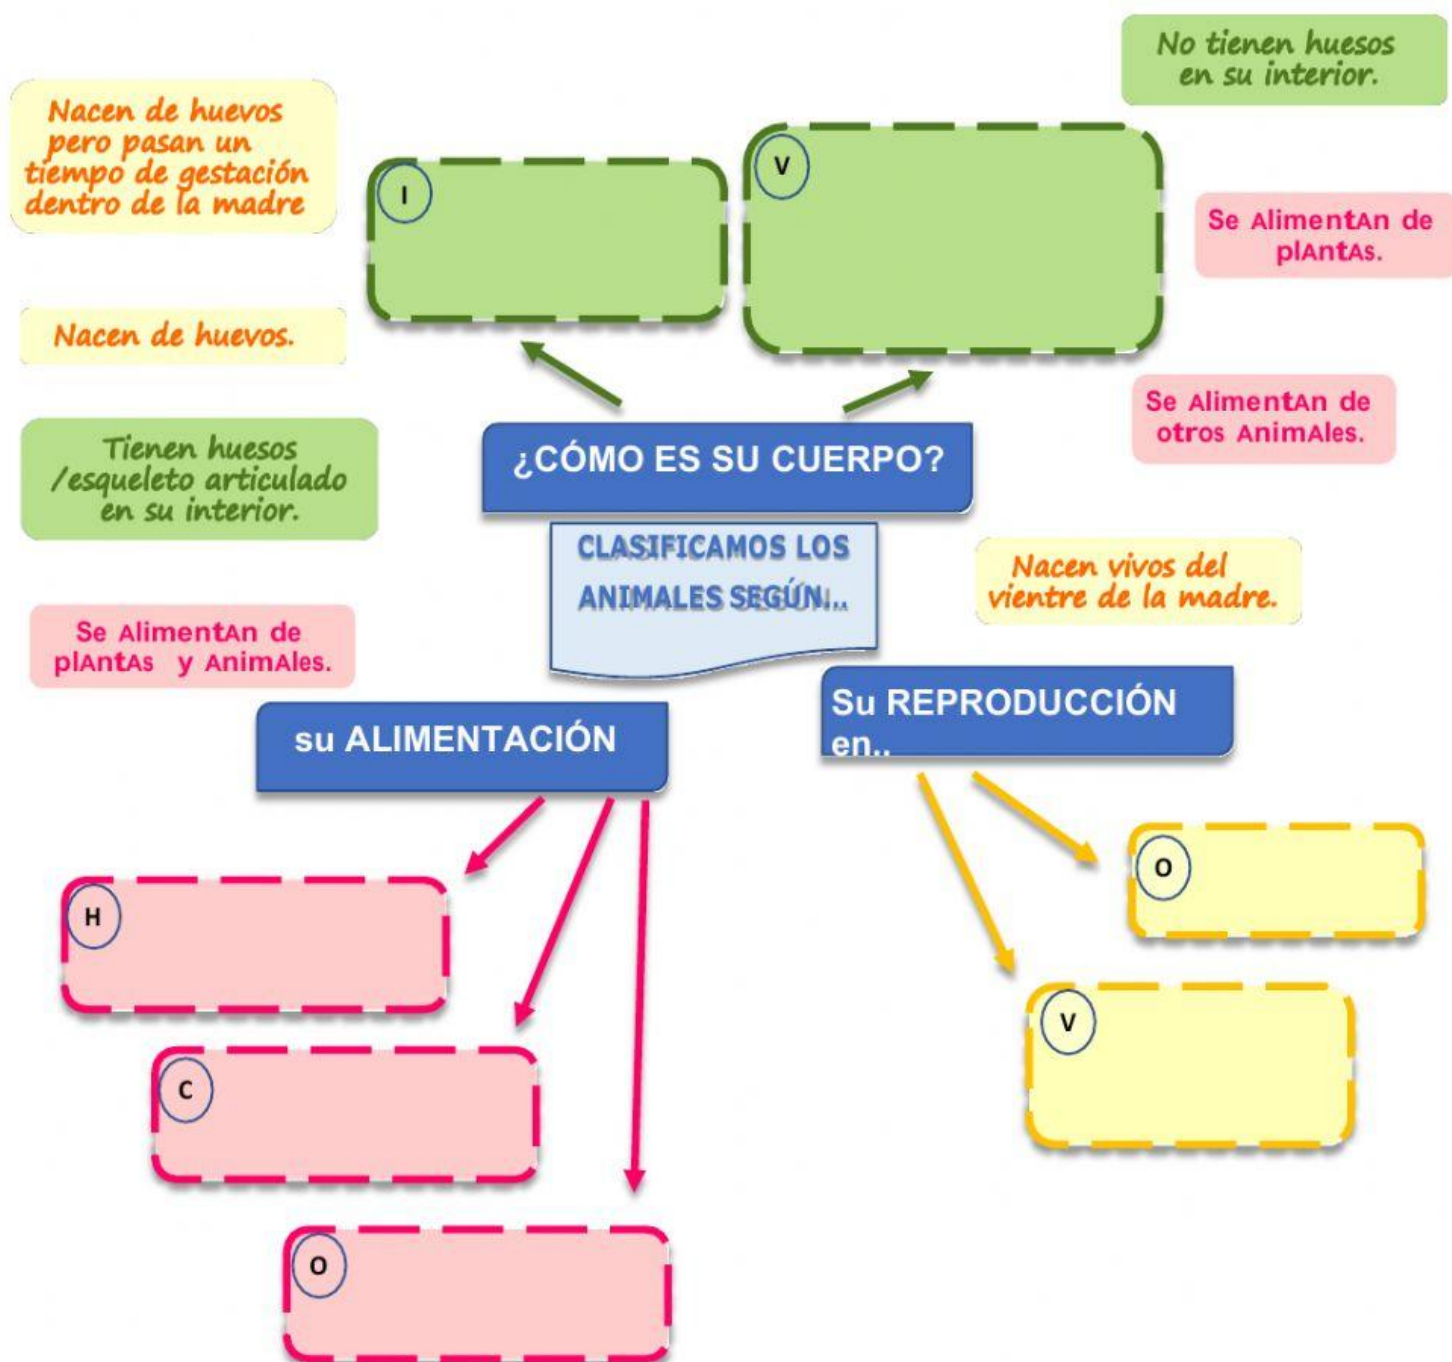 No tienen huesos
en su interior.
Nacen de huevos
pero pasan un
tiempo de gestación
dentro de la madre
I
V
Se AlimentAn de
plAntAs.
Nacen de huevos.
Se AlimentAn de
otros AnimAles.
Tienen huesos
/esqueleto articulado
en su interior.
¿CÓMO ES SU CUERPO?
CLASIFICAMOS LOS
ANIMALES SEGÚN...
Nacen vivos del
vientre de la madre.
Se AlimentAn de
plAntAs y AnimAles.
su ALIMENTACIÓN
Su REPRODUCCIÓN
en..
O
H
V
C
O